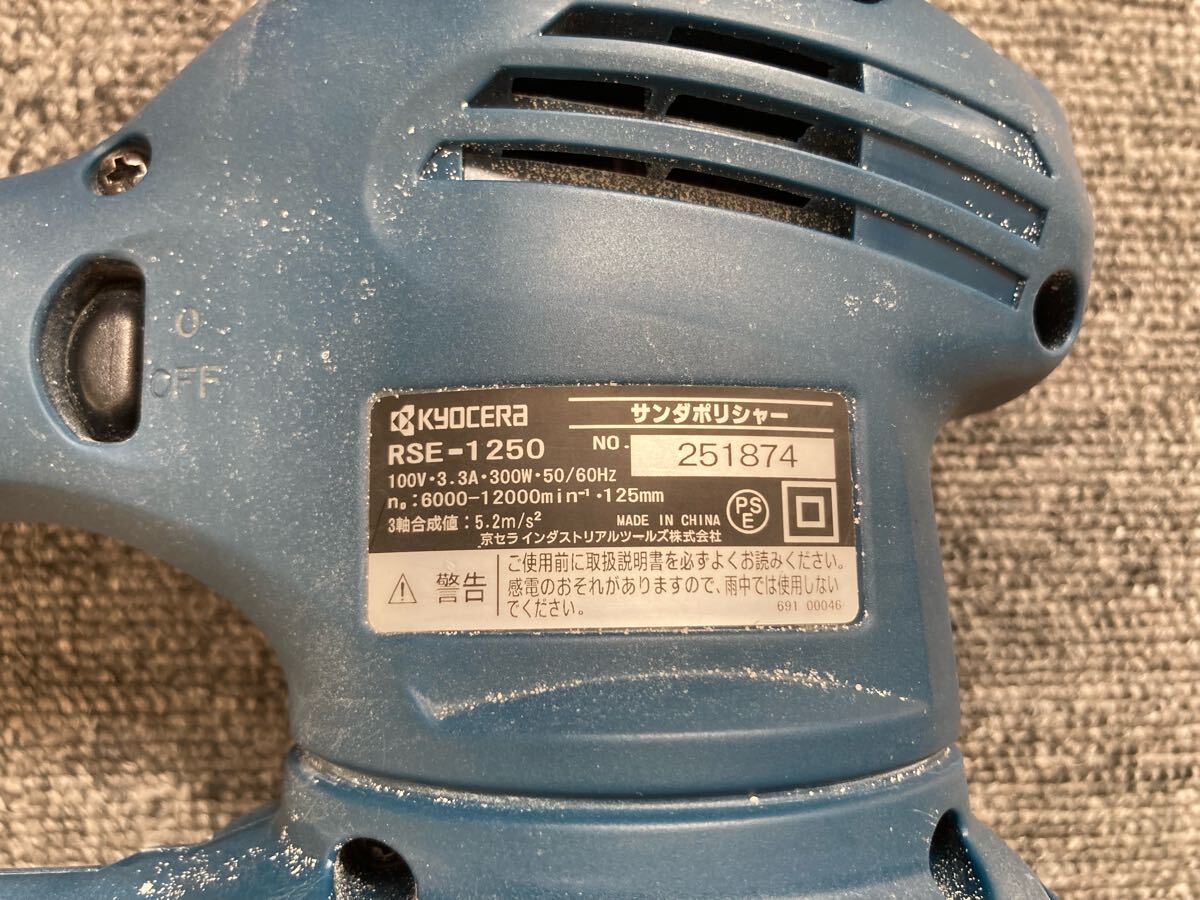 0
OFF
KYOCERA サンダポリシャー
RSE-1250 NO. 251874
100V・3.3A・300W・50/60Hz
n₀:6000-12000min⁻¹・125mm
3軸合成値：5.2m/s² MADE IN CHINA
PSE
京セラ インダストリアルツールズ株式会社
警告
ご使用前に取扱説明書を必ずよくお読みください。
感電のおそれがありますので、雨中では使用しない
でください。
691 00046